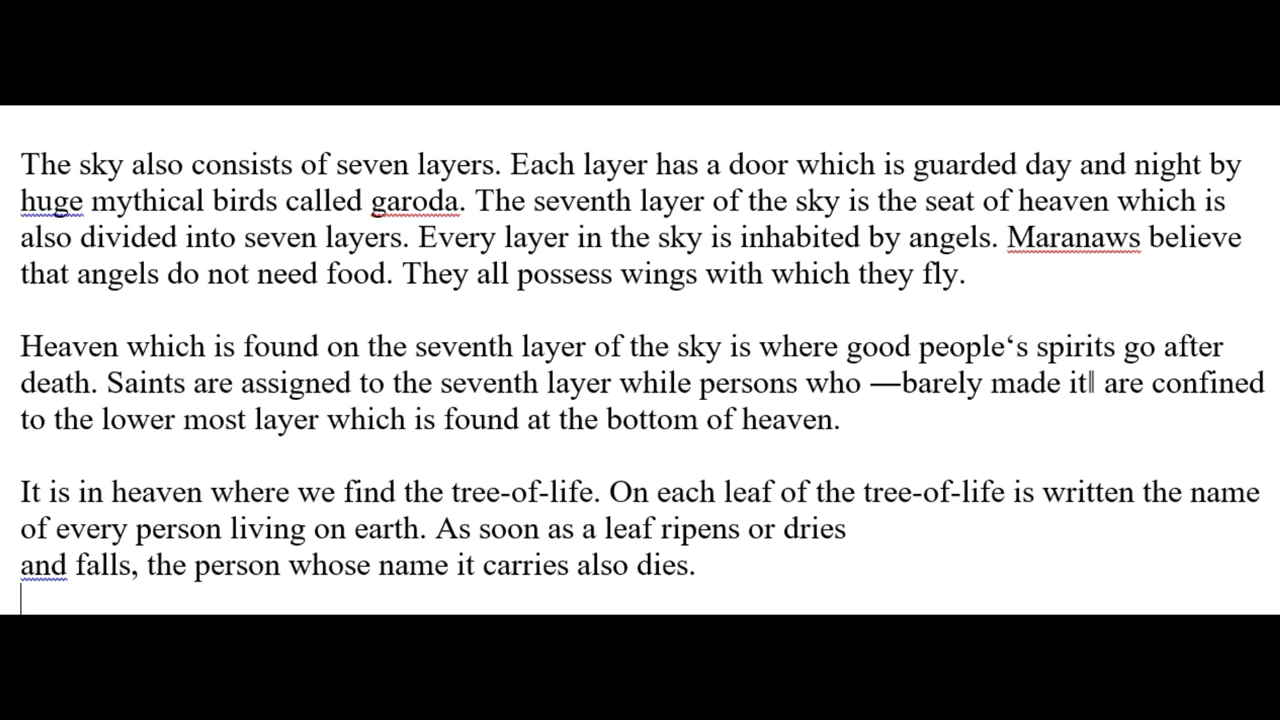 The sky also consists of seven layers. Each layer has a door which is guarded day and night by
huge mythical birds called garoda. The seventh layer of the sky is the seat of heaven which is
also divided into seven layers. Every layer in the sky is inhabited by angels. Maranaws believe
that angels do not need food. They all possess wings with which they fly.
Heaven which is found on the seventh layer of the sky is where good people‘s spirits go after
death. Saints are assigned to the seventh layer while persons who ―barely made it‖ are confined
to the lower most layer which is found at the bottom of heaven.
It is in heaven where we find the tree-of-life. On each leaf of the tree-of-life is written the name
of every person living on earth. As soon as a leaf ripens or dries
and falls, the person whose name it carries also dies.